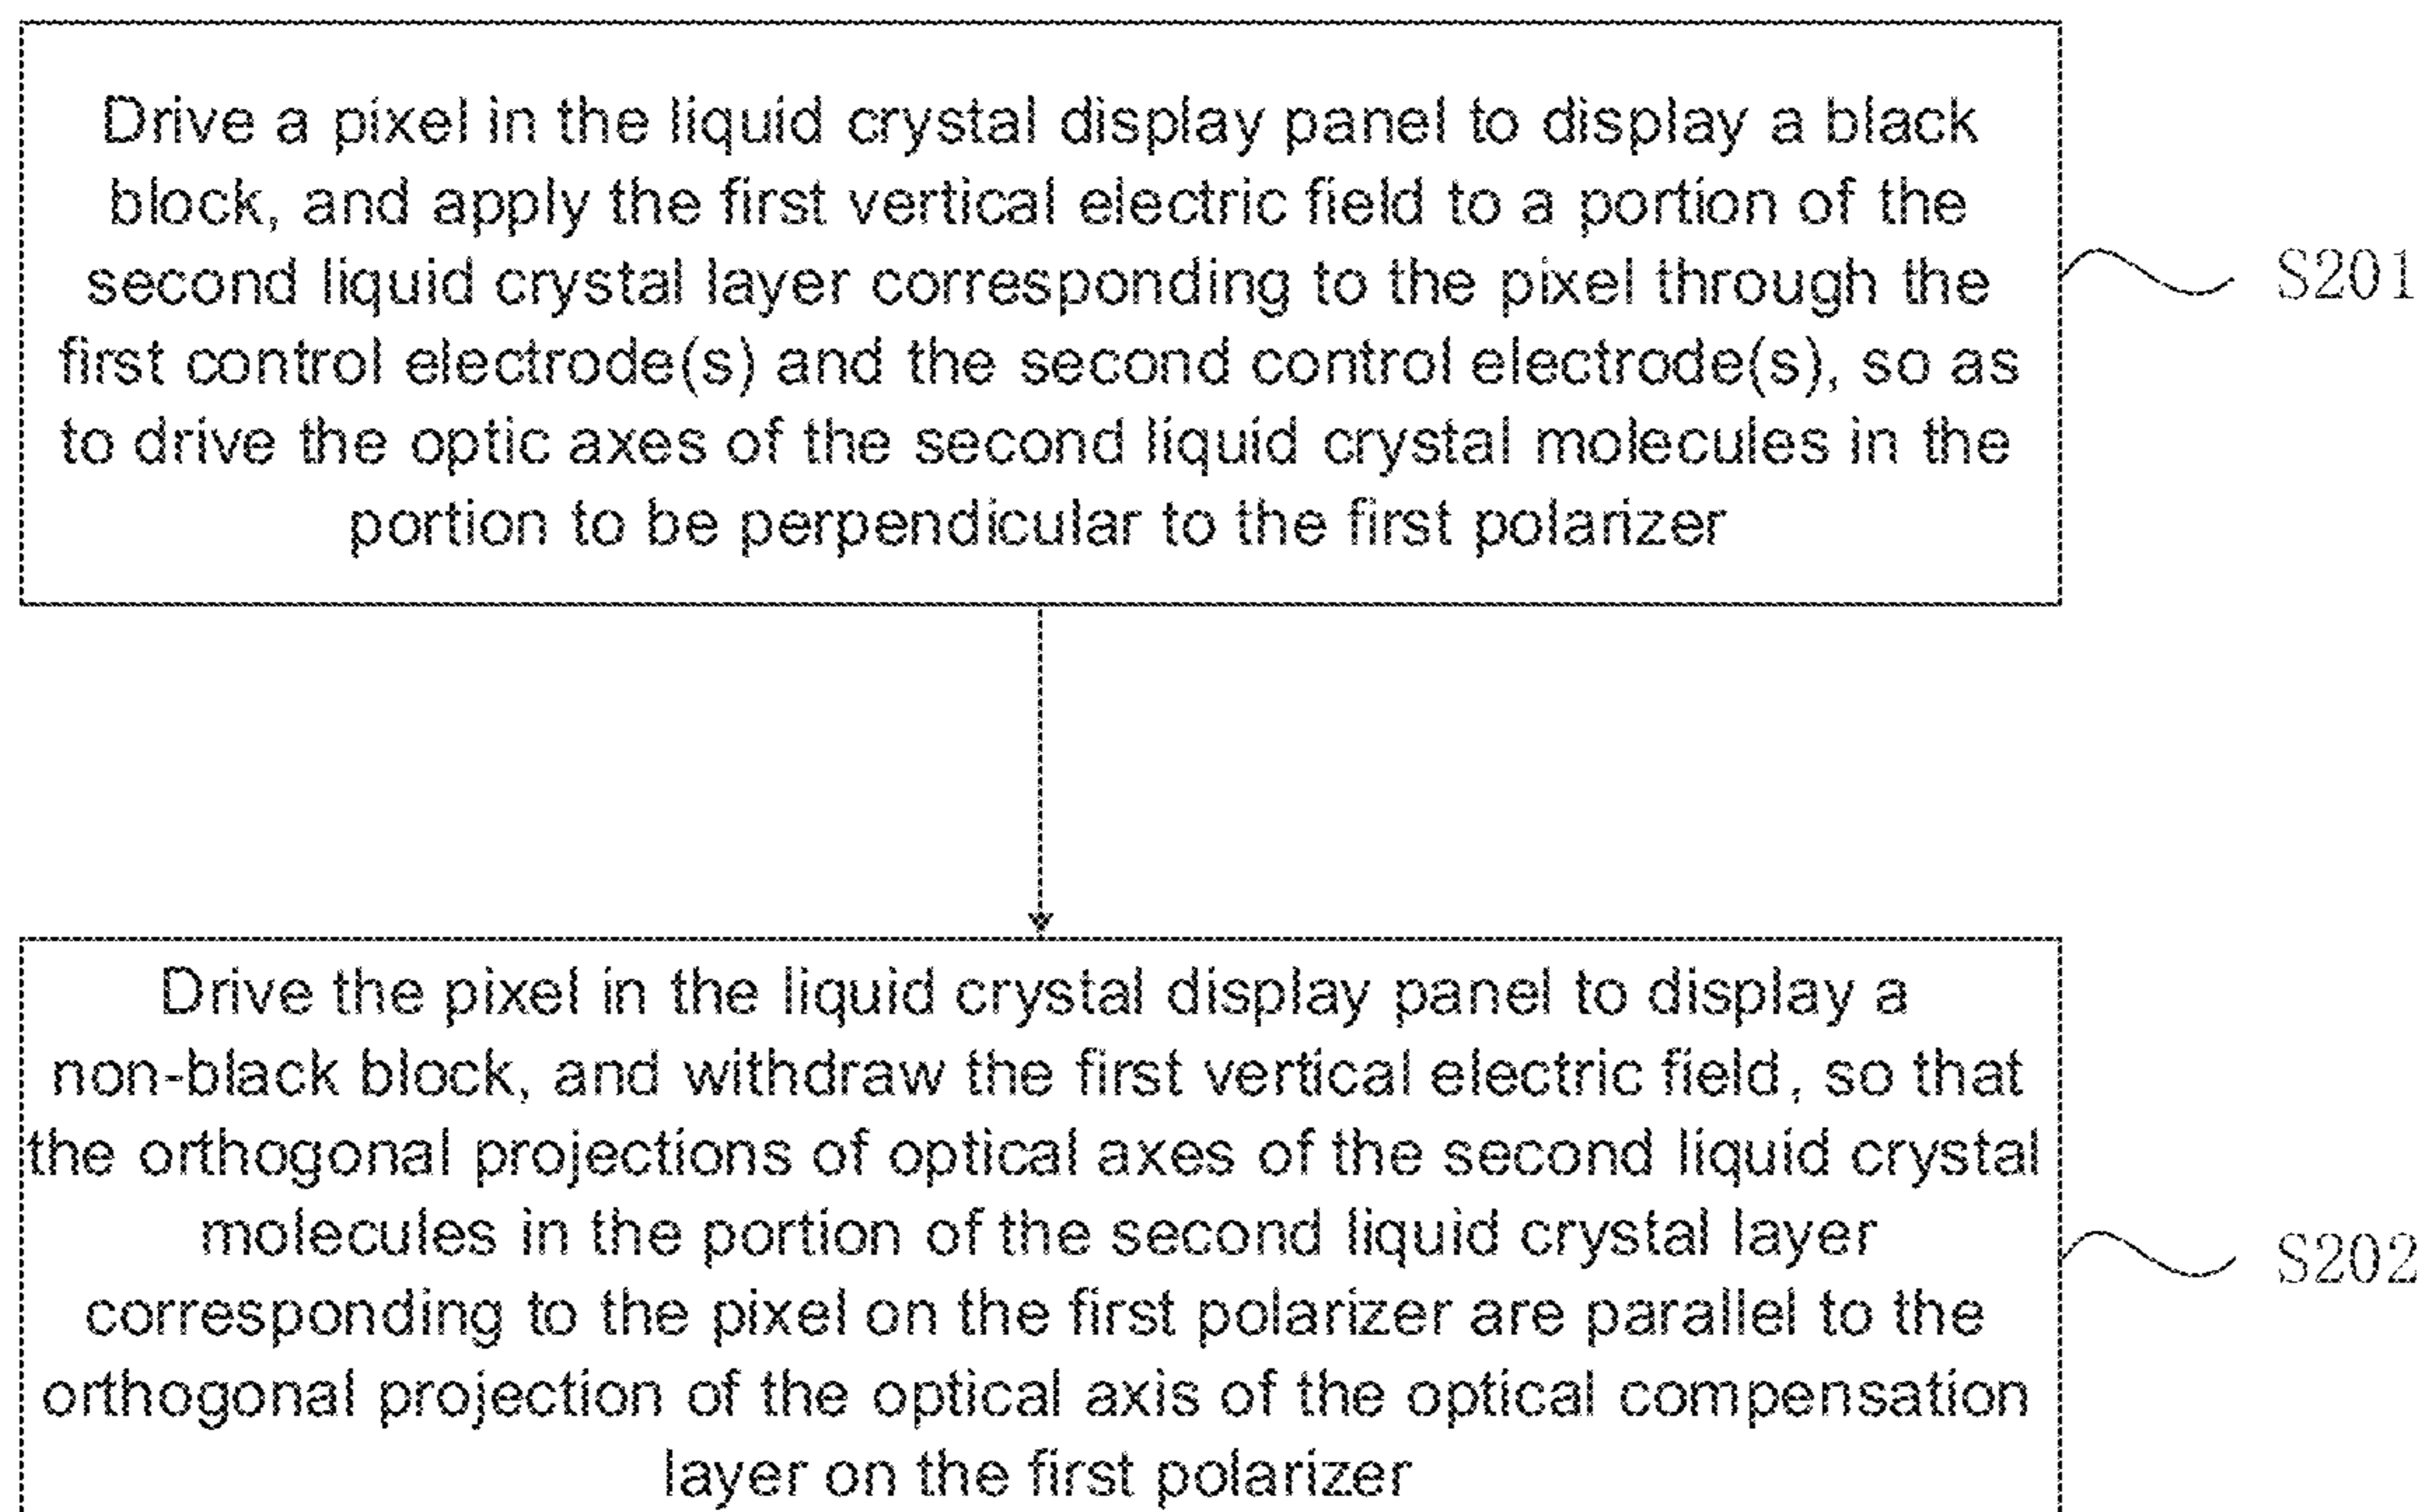 Drive a pixel in the liquid crystal display panel to display a black
block, and apply the first vertical electric field to a portion of the
second liquid crystal layer corresponding to the pixel through the
first control electrode(s) and the second control electrode(s), so as
to drive the optic axes of the second liquid crystal molecules in the
portion to be perpendicular to the first polarizer
S201
Drive the pixel in the liquid crystal display panel to display a
non-black block, and withdraw the first vertical electric field, so that
the orthogonal projections of optical axes of the second liquid crystal
molecules in the portion of the second liquid crystal layer
corresponding to the pixel on the first polarizer are parallel to the
orthogonal projection of the optical axis of the optical compensation
layer on the first polarizer
S202